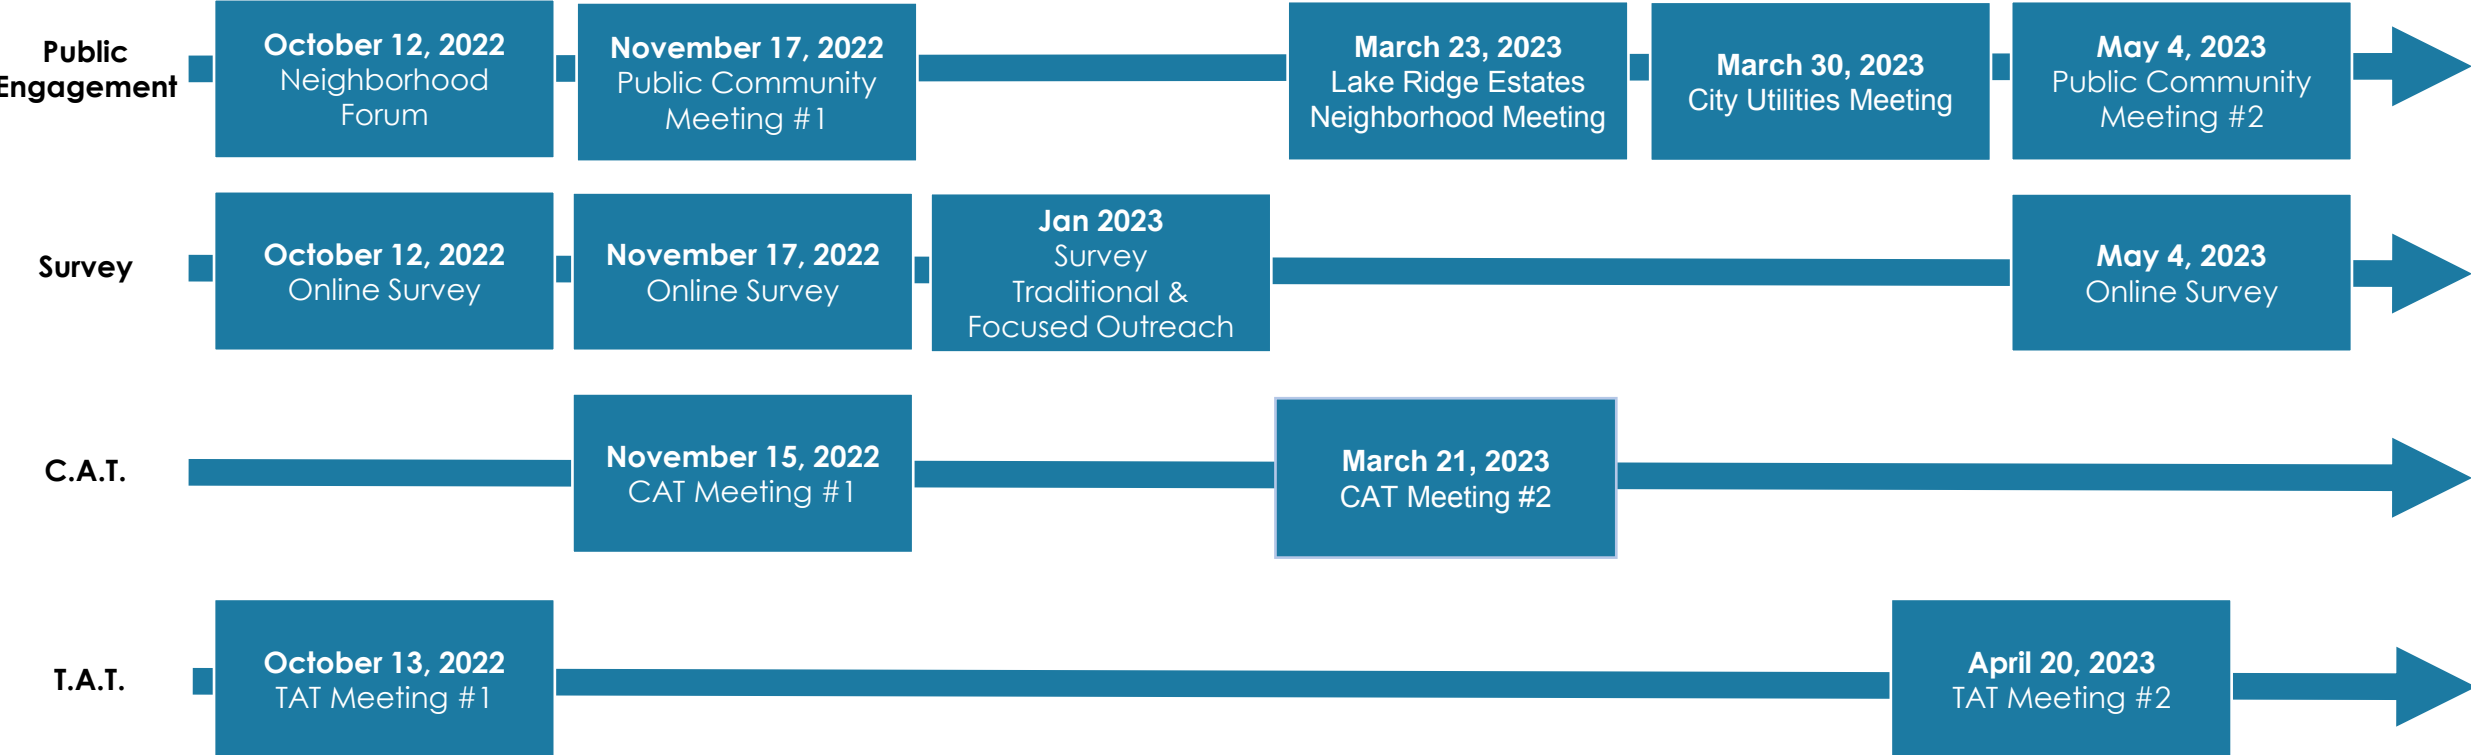 Public
Engagement
October 12, 2022
Neighborhood
Forum
November 17, 2022
Public Community
Meeting #1
March 23, 2023
Lake Ridge Estates
Neighborhood Meeting
March 30, 2023
City Utilities Meeting
May 4, 2023
Public Community
Meeting #2
Survey
October 12, 2022
Online Survey
November 17, 2022
Online Survey
Jan 2023
Survey
Traditional &
Focused Outreach
May 4, 2023
Online Survey
C.A.T.
November 15, 2022
CAT Meeting #1
March 21, 2023
CAT Meeting #2
T.A.T.
October 13, 2022
TAT Meeting #1
April 20, 2023
TAT Meeting #2